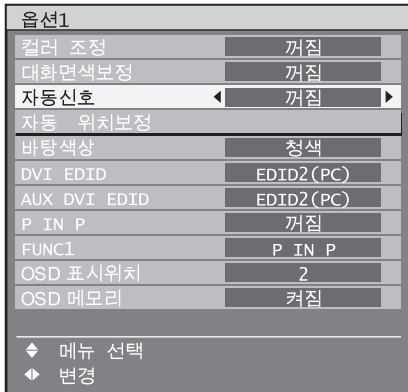 옵션1
컬러 조정 꺼짐
대화면색보정 꺼짐
자동신호 꺼짐
자동 위치보정
바탕색상 청색
DVI EDID EDID2(PC)
AUX DVI EDID EDID2(PC)
P IN P 꺼짐
FUNC1 P IN P
OSD 표시위치 2
OSD 메모리 켜짐
메뉴 선택
변경